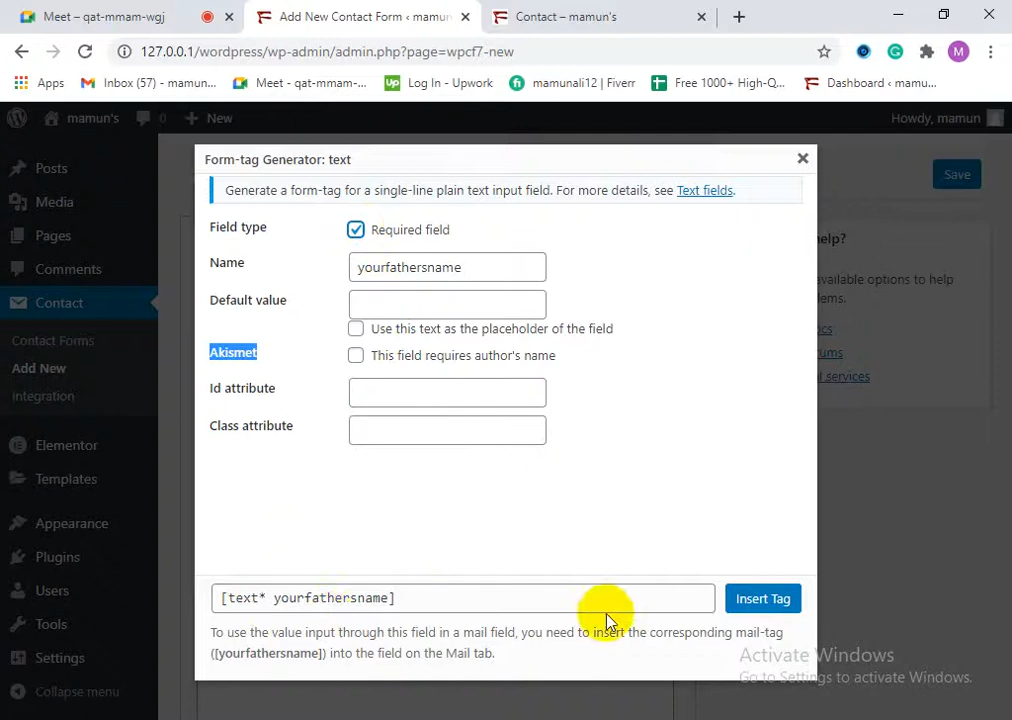 Meet – qat-mmam-wgj
Add New Contact Form ‹ mamun
Contact – mamun's
127.0.0.1/wordpress/wp-admin/admin.php?page=wpcf7-new
M
Apps
Inbox (57) - mamun...
Meet - qat-mmam-...
Up
Log In - Upwork
fi
mamunali12 | Fiverr
Free 1000+ High-Q...
Dashboard ‹ mamu...
mamun's
0
New
Howdy, mamun
Posts
Media
Pages
Comments
Contact
Contact Forms
Add New
Integration
Elementor
Templates
Appearance
Plugins
Users
Tools
Settings
Collapse menu
Save
help?
available options to help
Form-tag Generator: text
Generate a form-tag for a single-line plain text input field. For more details, see Text fields.
Field type
Required field
Name
yourfathersname
Default value
Use this text as the placeholder of the field
Akismet
This field requires author's name
Id attribute
Class attribute
[text* yourfathersname]
Insert Tag
To use the value input through this field in a mail field, you need to insert the corresponding mail-tag
([yourfathersname]) into the field on the Mail tab.
Activate Windows
Go to Settings to activate Windows.